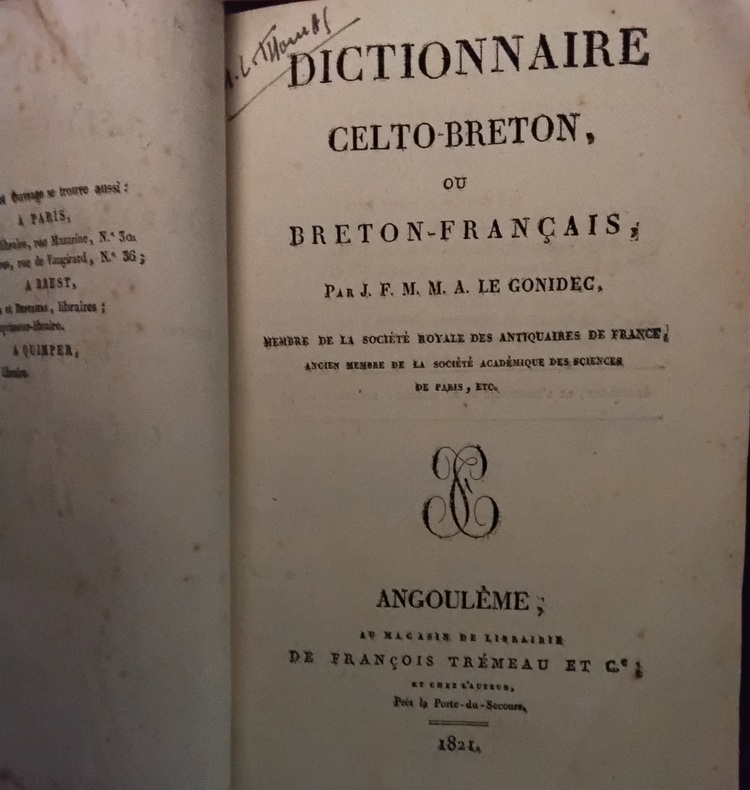 Ouvrage se trouve aussi :
A PARIS,
libraire, rue Mazarine, N.º 30.
rue de Vaugirard, N.º 36 ;
A BREST,
et libraires ;
A QUIMPER,
libraire.
DICTIONNAIRE
CELTO-BRETON,
OU
BRETON-FRANÇAIS;
PAR J. F. M. M. A. LE GONIDEC,
MEMBRE DE LA SOCIÉTÉ ROYALE DES ANTIQUAIRES DE FRANCE,
ANCIEN MEMBRE DE LA SOCIÉTÉ ACADÉMIQUE DES SCIENCES
DE PARIS, ETC.
ANGOULÊME;
AU MAGASIN DE LIBRAIRIE
DE FRANÇOIS TRÉMEAU ET C.ᵉ;
ET CHEZ L'AUTEUR,
Près la Porte-du-Secours.
1821.